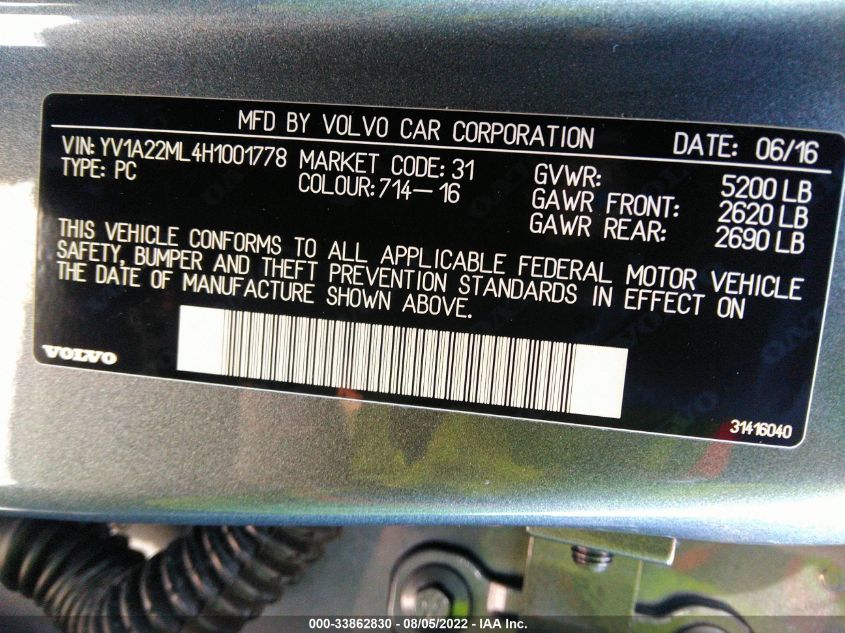 MFD BY VOLVO CAR CORPORATION DATE: 06/16
VIN: YV1A22ML4H1001778 MARKET CODE: 31 GVWR: 5200 LB
TYPE: PC COLOUR: 714-16 GAWR FRONT: 2620 LB
GAWR REAR: 2690 LB
THIS VEHICLE CONFORMS TO ALL APPLICABLE FEDERAL MOTOR VEHICLE
SAFETY, BUMPER AND THEFT PREVENTION STANDARDS IN EFFECT ON
THE DATE OF MANUFACTURE SHOWN ABOVE.
VOLVO
31416040
000-33862830 - 08/05/2022 - IAA Inc.